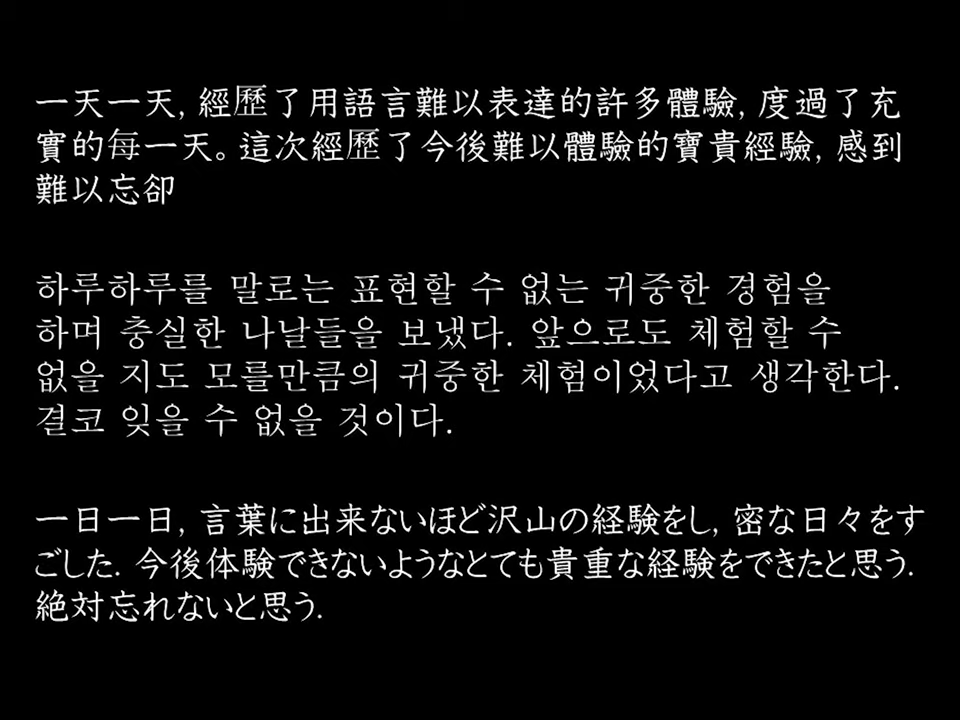 一天一天, 經歷了用語言難以表達的許多體驗, 度過了充
實的每一天。這次經歷了今後難以體驗的寶貴經驗, 感到
難以忘卻
하루하루를 말로는 표현할 수 없는 귀중한 경험을
하며 충실한 나날들을 보냈다. 앞으로도 체험할 수
없을 지도 모를만큼의 귀중한 체험이었다고 생각한다.
결코 잊을 수 없을 것이다.
一日一日, 言葉に出来ないほど沢山の経験をし, 密な日々をす
ごした. 今後体験できないようなとても貴重な経験をできたと思う.
絶対忘れないと思う.